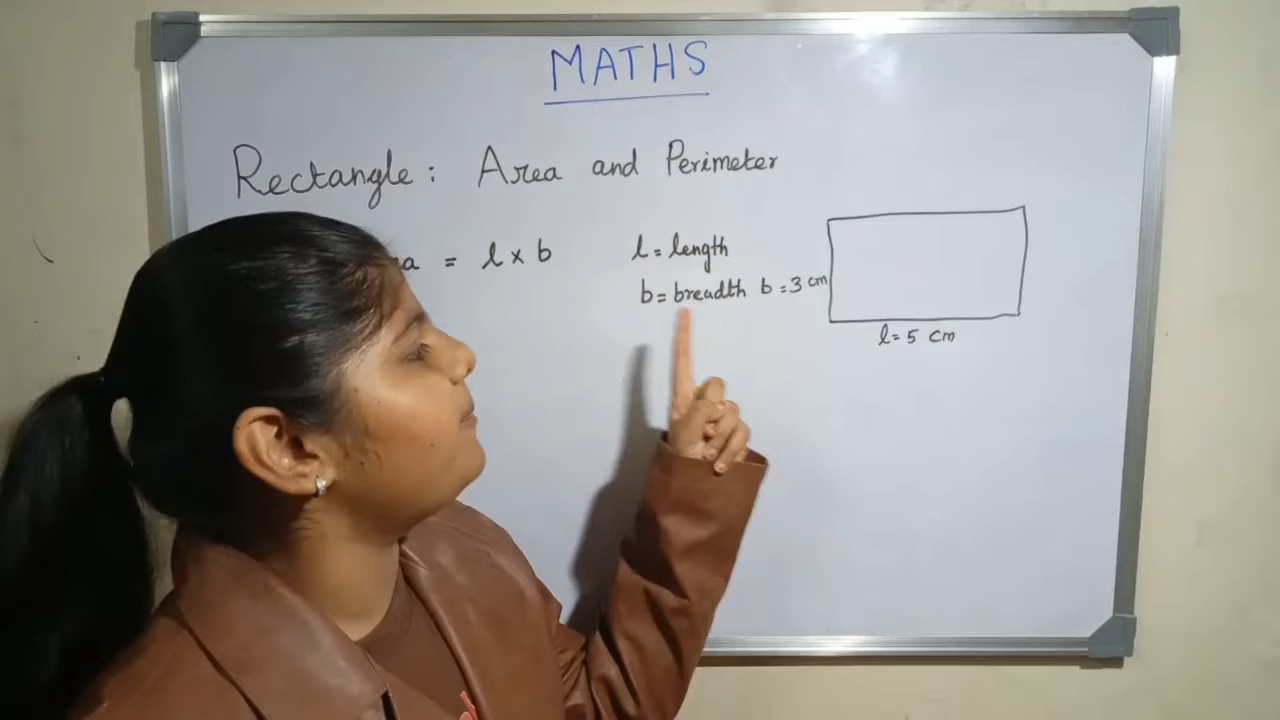 MATHS
Rectangle: Area and Perimeter
= l x b
l = length
b = breadth b = 3 cm
l = 5 cm